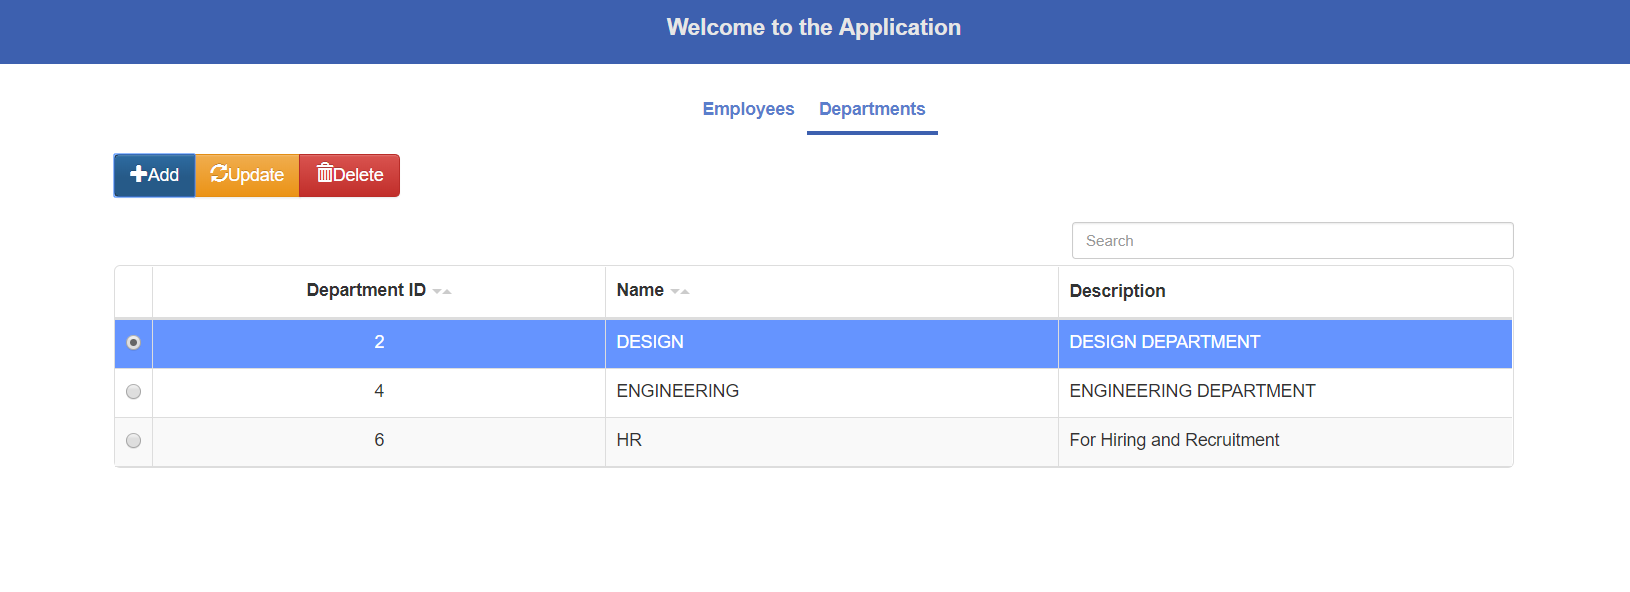 Welcome to the Application
Employees Departments
Add Update Delete
Search
Department ID Name Description
2 DESIGN DESIGN DEPARTMENT
4 ENGINEERING ENGINEERING DEPARTMENT
6 HR For Hiring and Recruitment